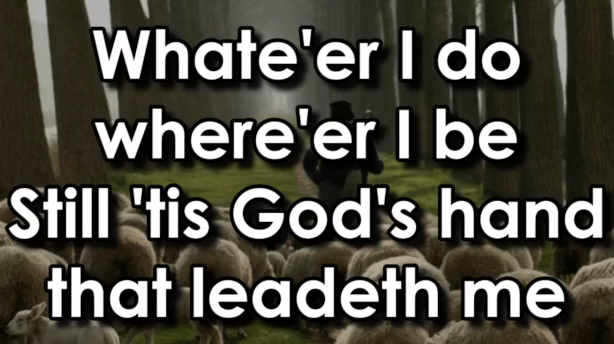 Whate'er I do
where'er I be
Still 'tis God's hand
that leadeth me